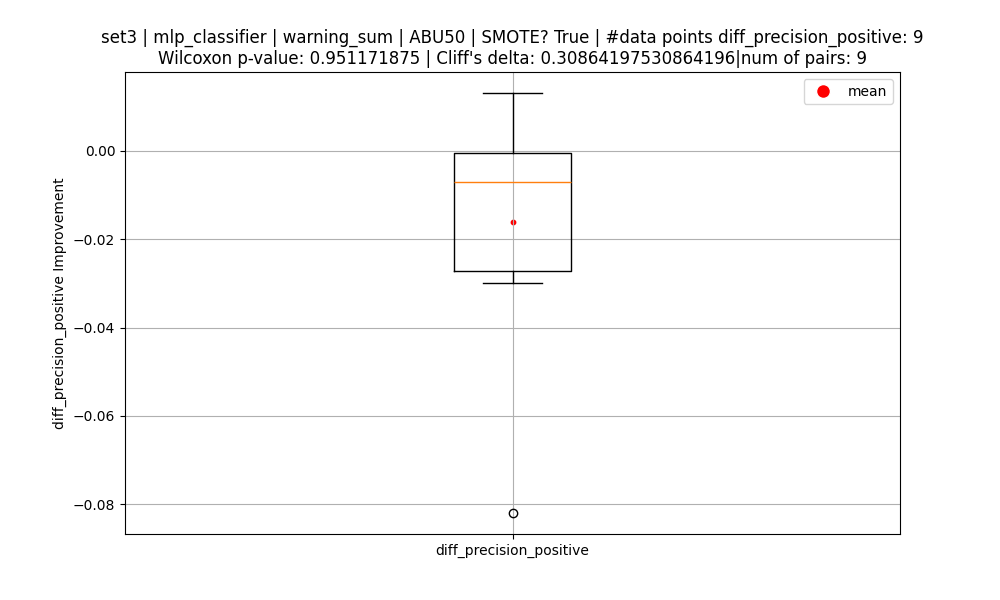 set3 | mlp_classifier | warning_sum | ABU50 | SMOTE? True | #data points diff_precision_positive: 9
Wilcoxon p-value: 0.951171875 | Cliff's delta: 0.30864197530864196|num of pairs: 9
mean
0.00
−0.02
−0.04
−0.06
−0.08
diff_precision_positive Improvement
diff_precision_positive